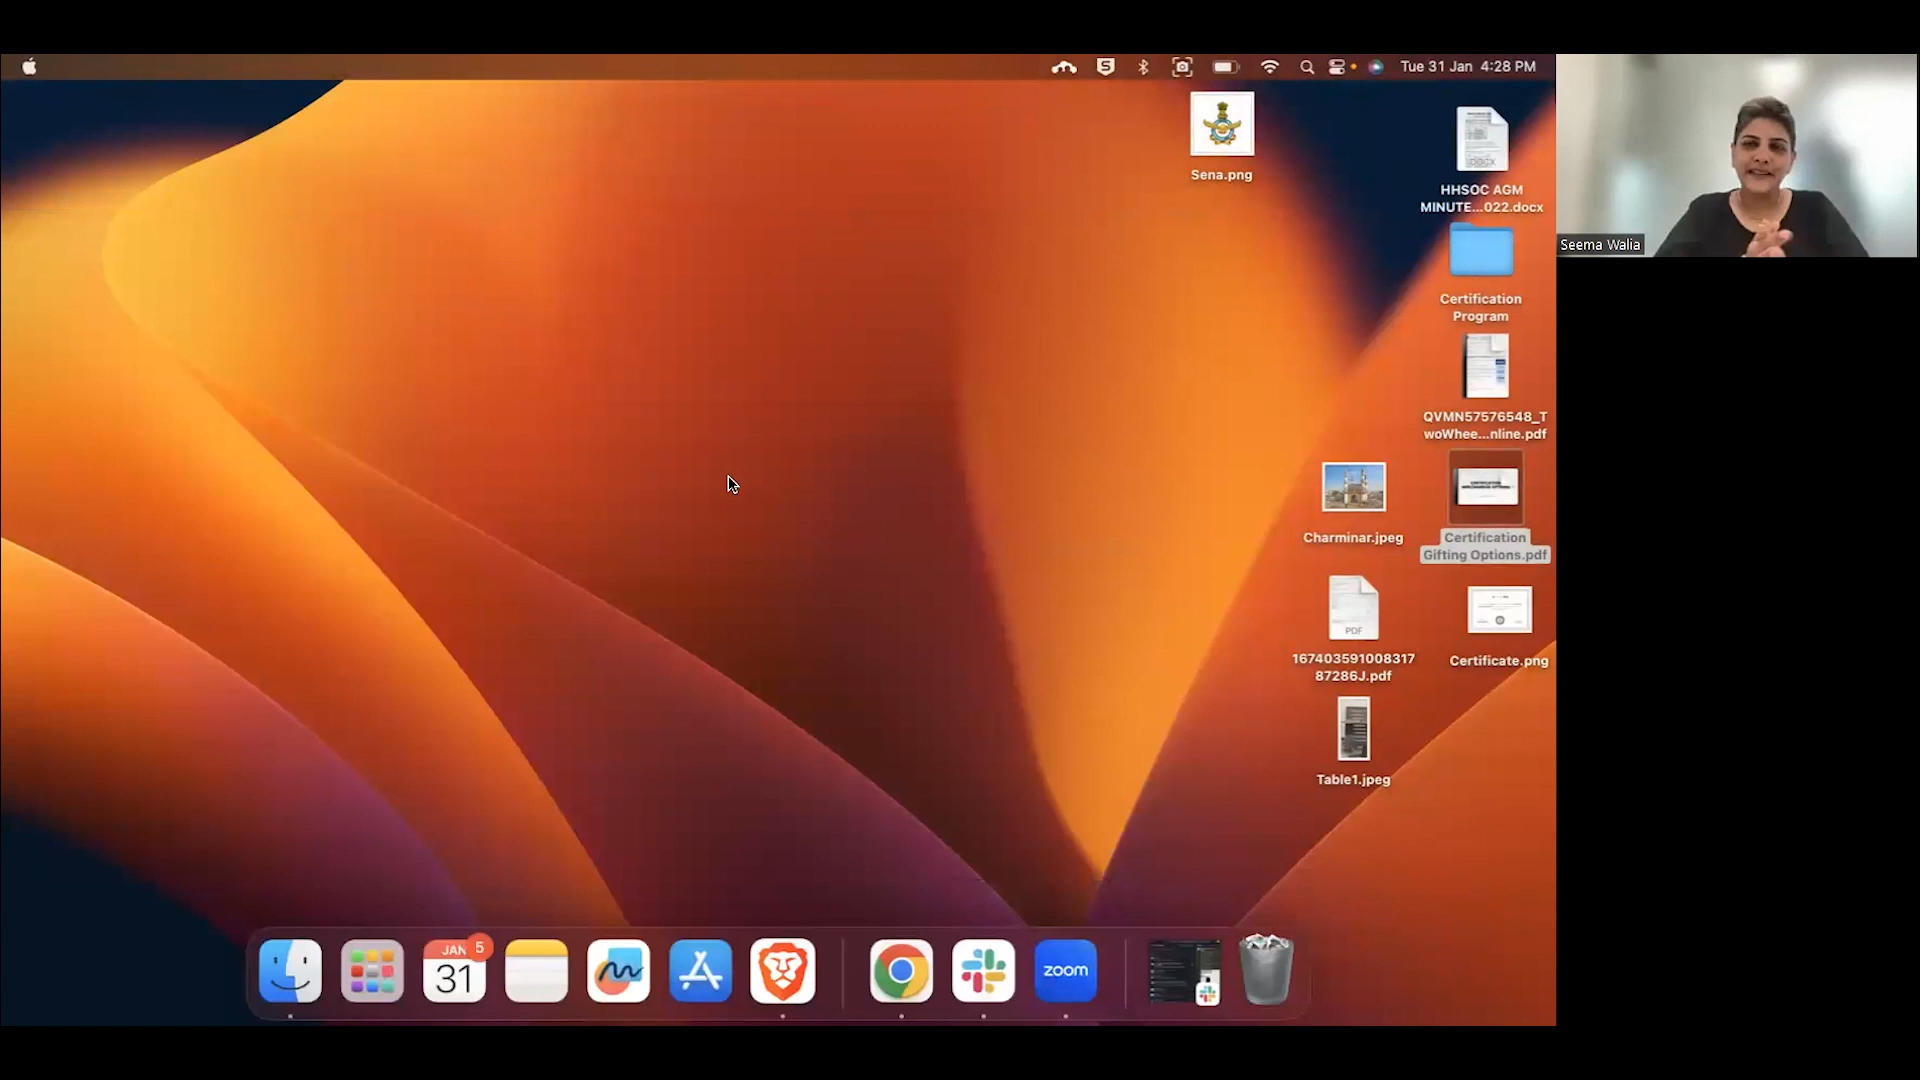 Tue 31 Jan 4:28 PM
Sena.png
HHSOC AGM
MINUTE...022.docx
Certification
Program
QVMN57576548_T
woWhee...nline.pdf
Charminar.jpeg
Certification
Gifting Options.pdf
PDF
167403591008317
87286J.pdf
Certificate.png
Table1.jpeg
Seema Walia
JAN
5
31
zoom